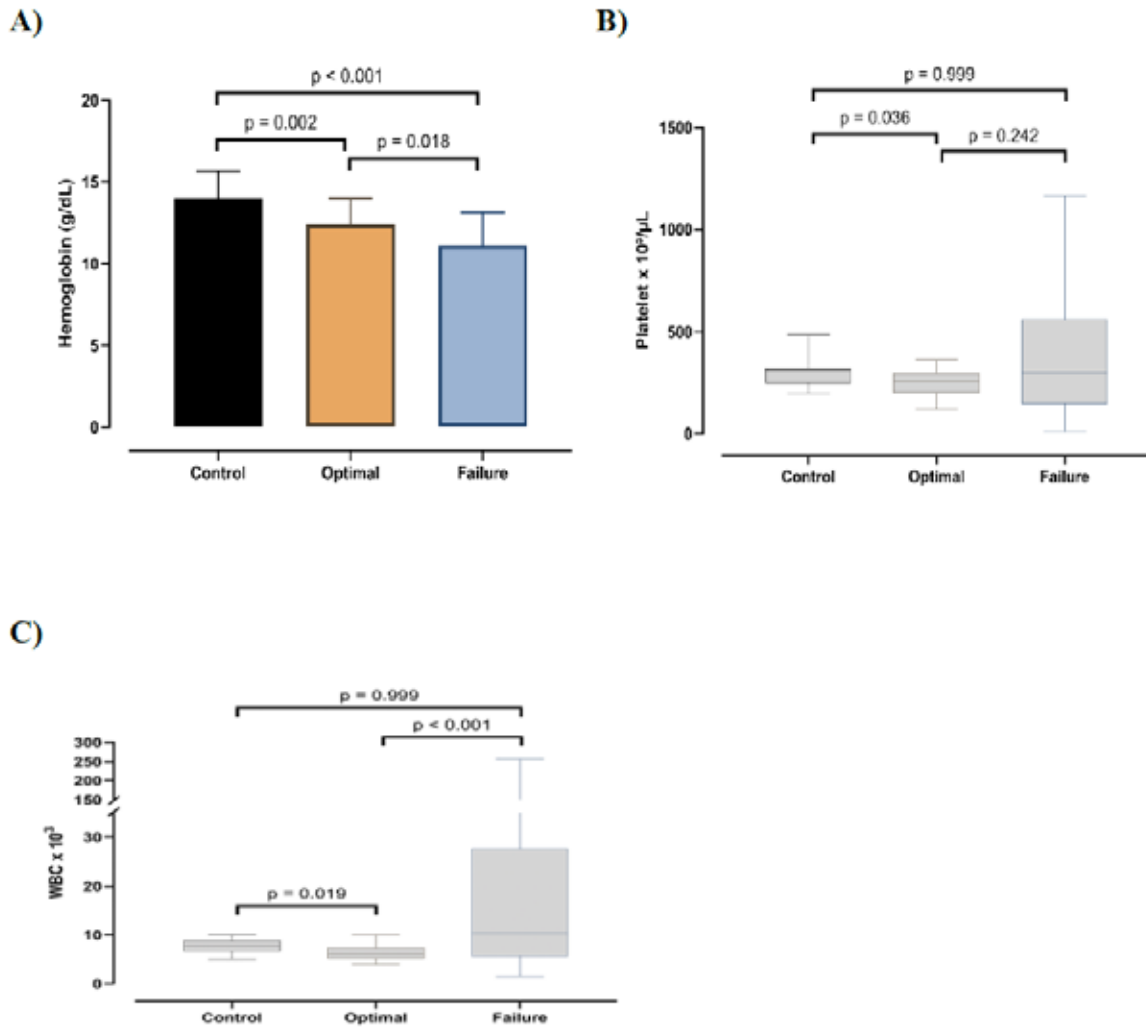 A)
p < 0.001
p = 0.002
p = 0.018
Hemoglobin (g/dL)
20
15
10
5
0
Control Optimal Failure
B)
p = 0.999
p = 0.036
p = 0.242
Platelet x 10³/µL
1500
1000
500
0
Control Optimal Failure
C)
p = 0.999
p < 0.001
p = 0.019
WBC x 10³
300
250
200
150
30
20
10
0
Control Optimal Failure